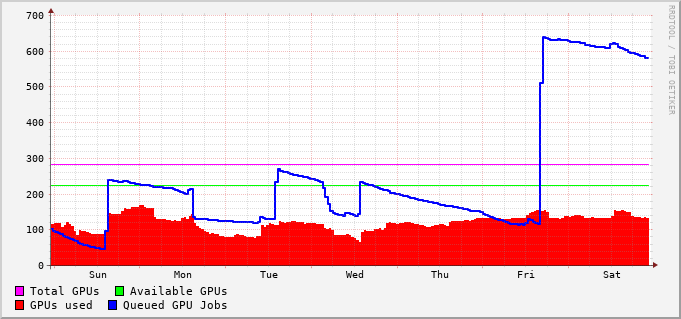 700
600
500
400
300
200
100
0
Sun Mon Tue Wed Thu Fri Sat
Total GPUs Available GPUs
GPUs used Queued GPU Jobs
RRDTOOL / TOBI OETIKER